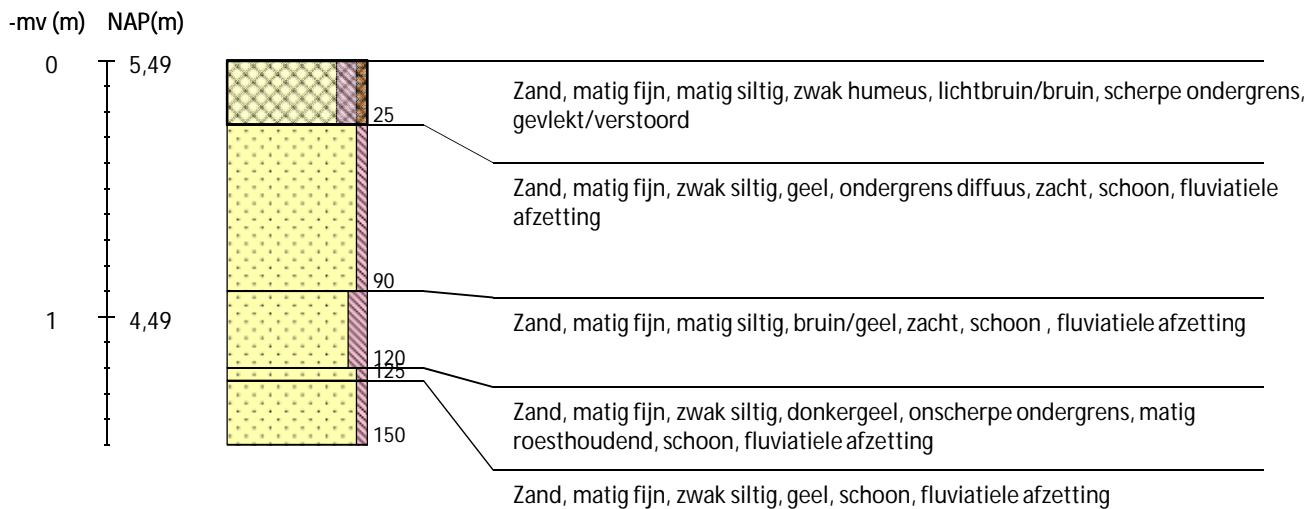 -mv (m) NAP(m)
0 5,49
Zand, matig fijn, matig siltig, zwak humeus, lichtbruin/bruin, scherpe ondergrens,
gevlekt/verstoord
25
Zand, matig fijn, zwak siltig, geel, ondergrens diffuus, zacht, schoon, fluviatiele
afzetting
90
1 4,49
Zand, matig fijn, matig siltig, bruin/geel, zacht, schoon , fluviatiele afzetting
120
125
Zand, matig fijn, zwak siltig, donkergeel, onscherpe ondergrens, matig
roesthoudend, schoon, fluviatiele afzetting
150
Zand, matig fijn, zwak siltig, geel, schoon, fluviatiele afzetting